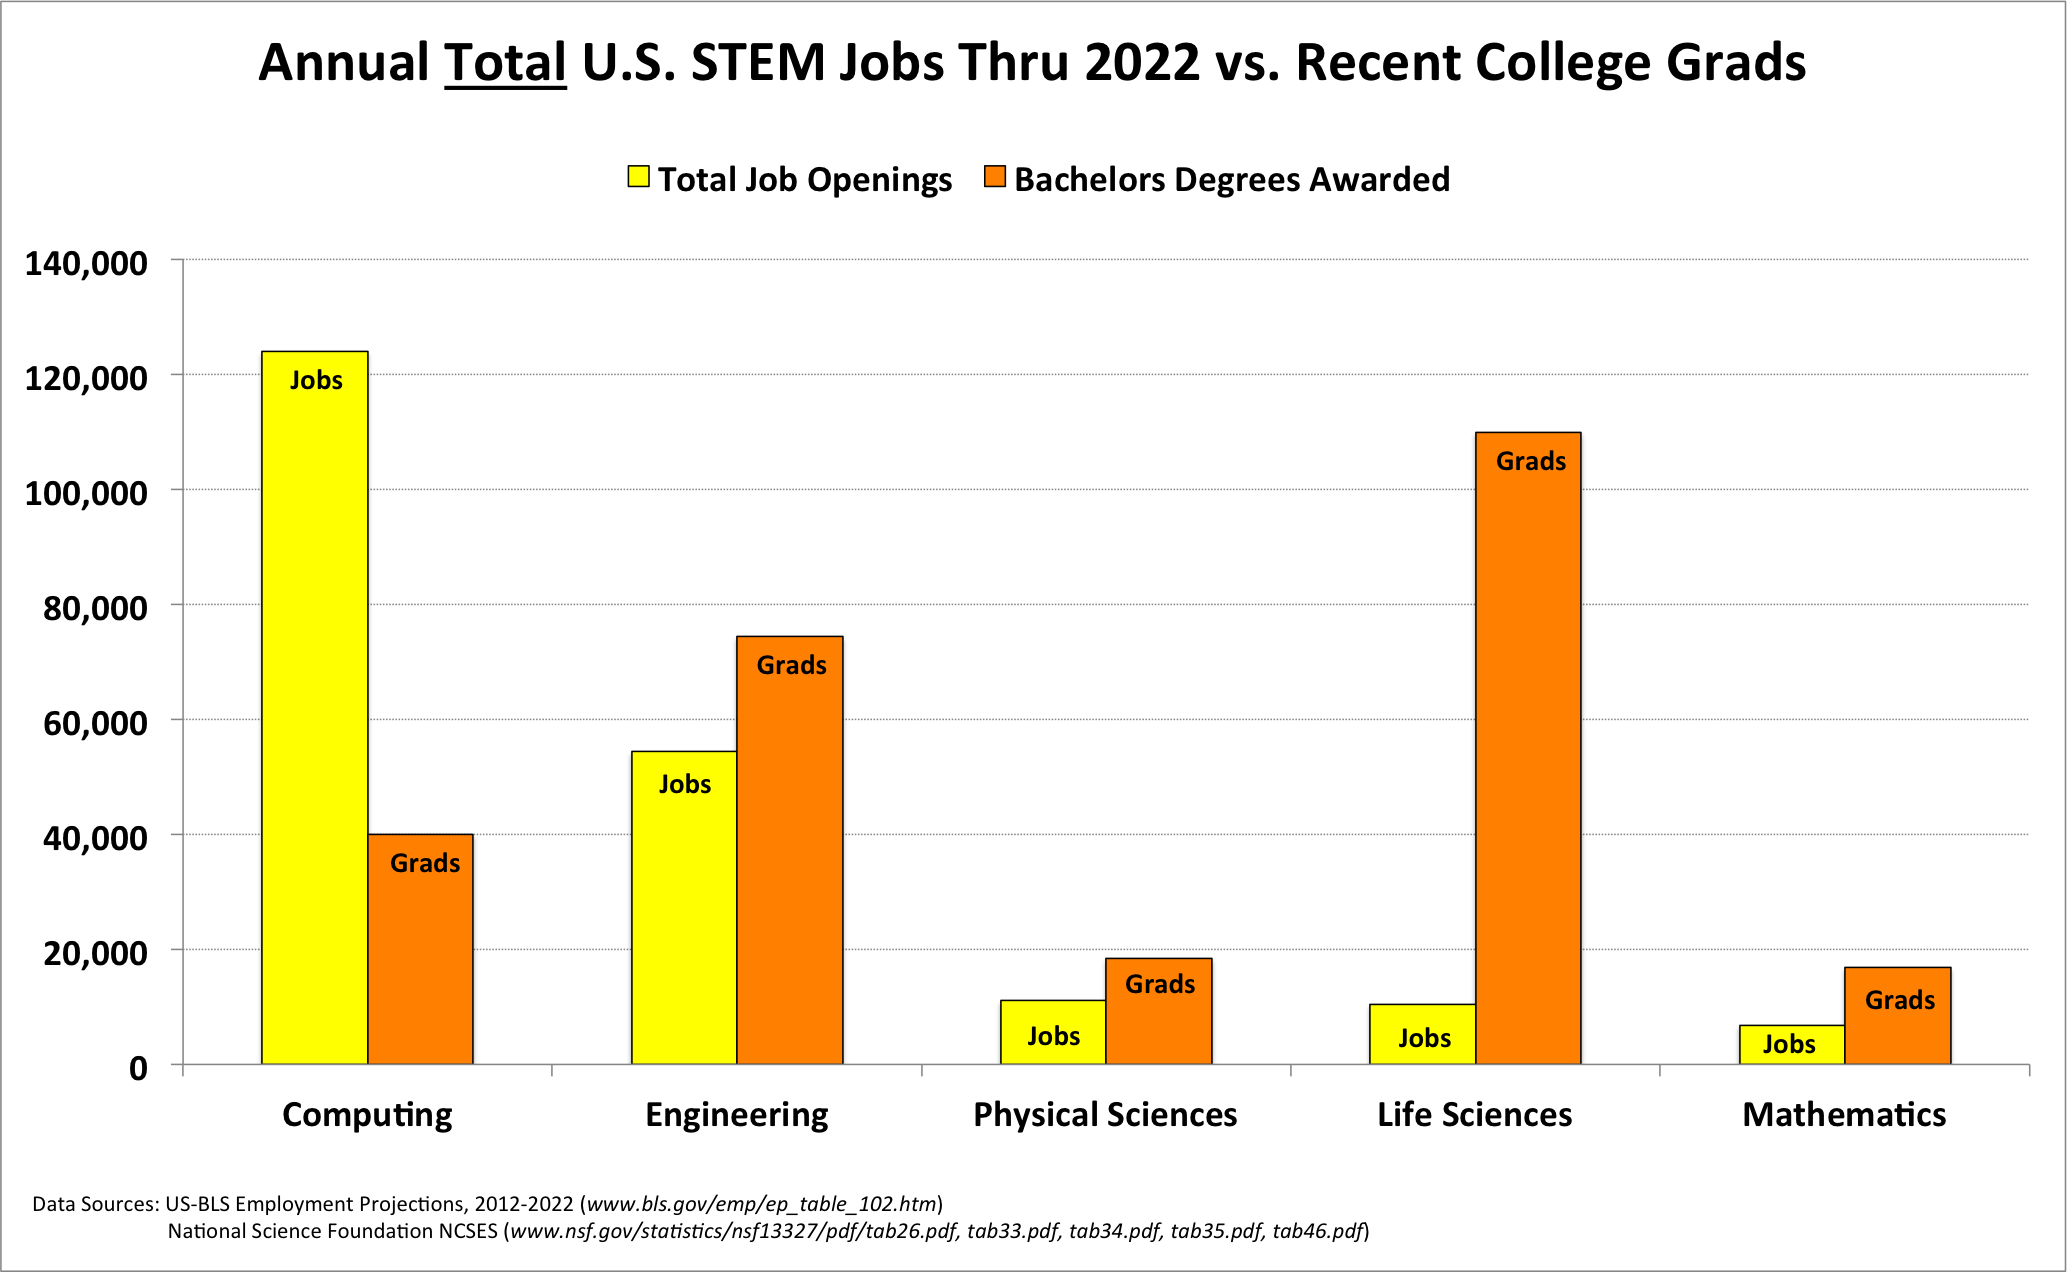 Annual Total U.S. STEM Jobs Thru 2022 vs. Recent College Grads
Total Job Openings Bachelors Degrees Awarded
140,000
120,000
100,000
80,000
60,000
40,000
20,000
0
Jobs
Grads
Jobs
Grads
Jobs
Grads
Jobs
Grads
Jobs
Grads
Computing Engineering Physical Sciences Life Sciences Mathematics
Data Sources: US-BLS Employment Projections, 2012-2022 (www.bls.gov/emp/ep_table_102.htm)
National Science Foundation NCSES (www.nsf.gov/statistics/nsf13327/pdf/tab26.pdf, tab33.pdf, tab34.pdf, tab35.pdf, tab46.pdf)